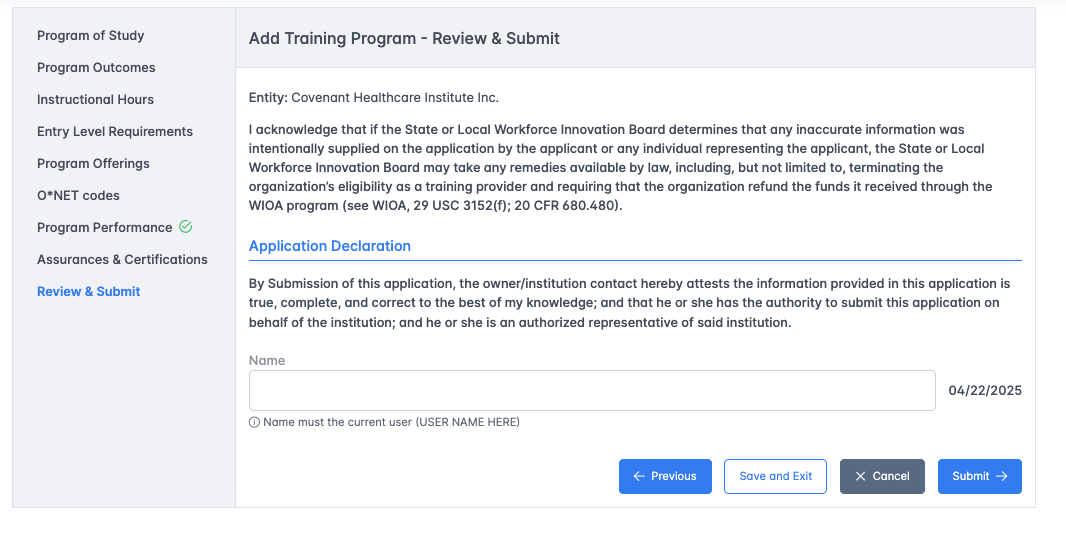 Program of Study
Program Outcomes
Instructional Hours
Entry Level Requirements
Program Offerings
O*NET codes
Program Performance
Assurances & Certifications
Review & Submit
Add Training Program - Review & Submit
Entity: Covenant Healthcare Institute Inc.
I acknowledge that if the State or Local Workforce Innovation Board determines that any inaccurate information was
intentionally supplied on the application by the applicant or any individual representing the applicant, the State or Local
Workforce Innovation Board may take any remedies available by law, including, but not limited to, terminating the
organization's eligibility as a training provider and requiring that the organization refund the funds it received through the
WIOA program (see WIOA, 29 USC 3152(f); 20 CFR 680.480).
Application Declaration
By Submission of this application, the owner/institution contact hereby attests the information provided in this application is
true, complete, and correct to the best of my knowledge; and that he or she has the authority to submit this application on
behalf of the institution; and he or she is an authorized representative of said institution.
Name
04/22/2025
Name must the current user (USER NAME HERE)
Previous
Save and Exit
Cancel
Submit